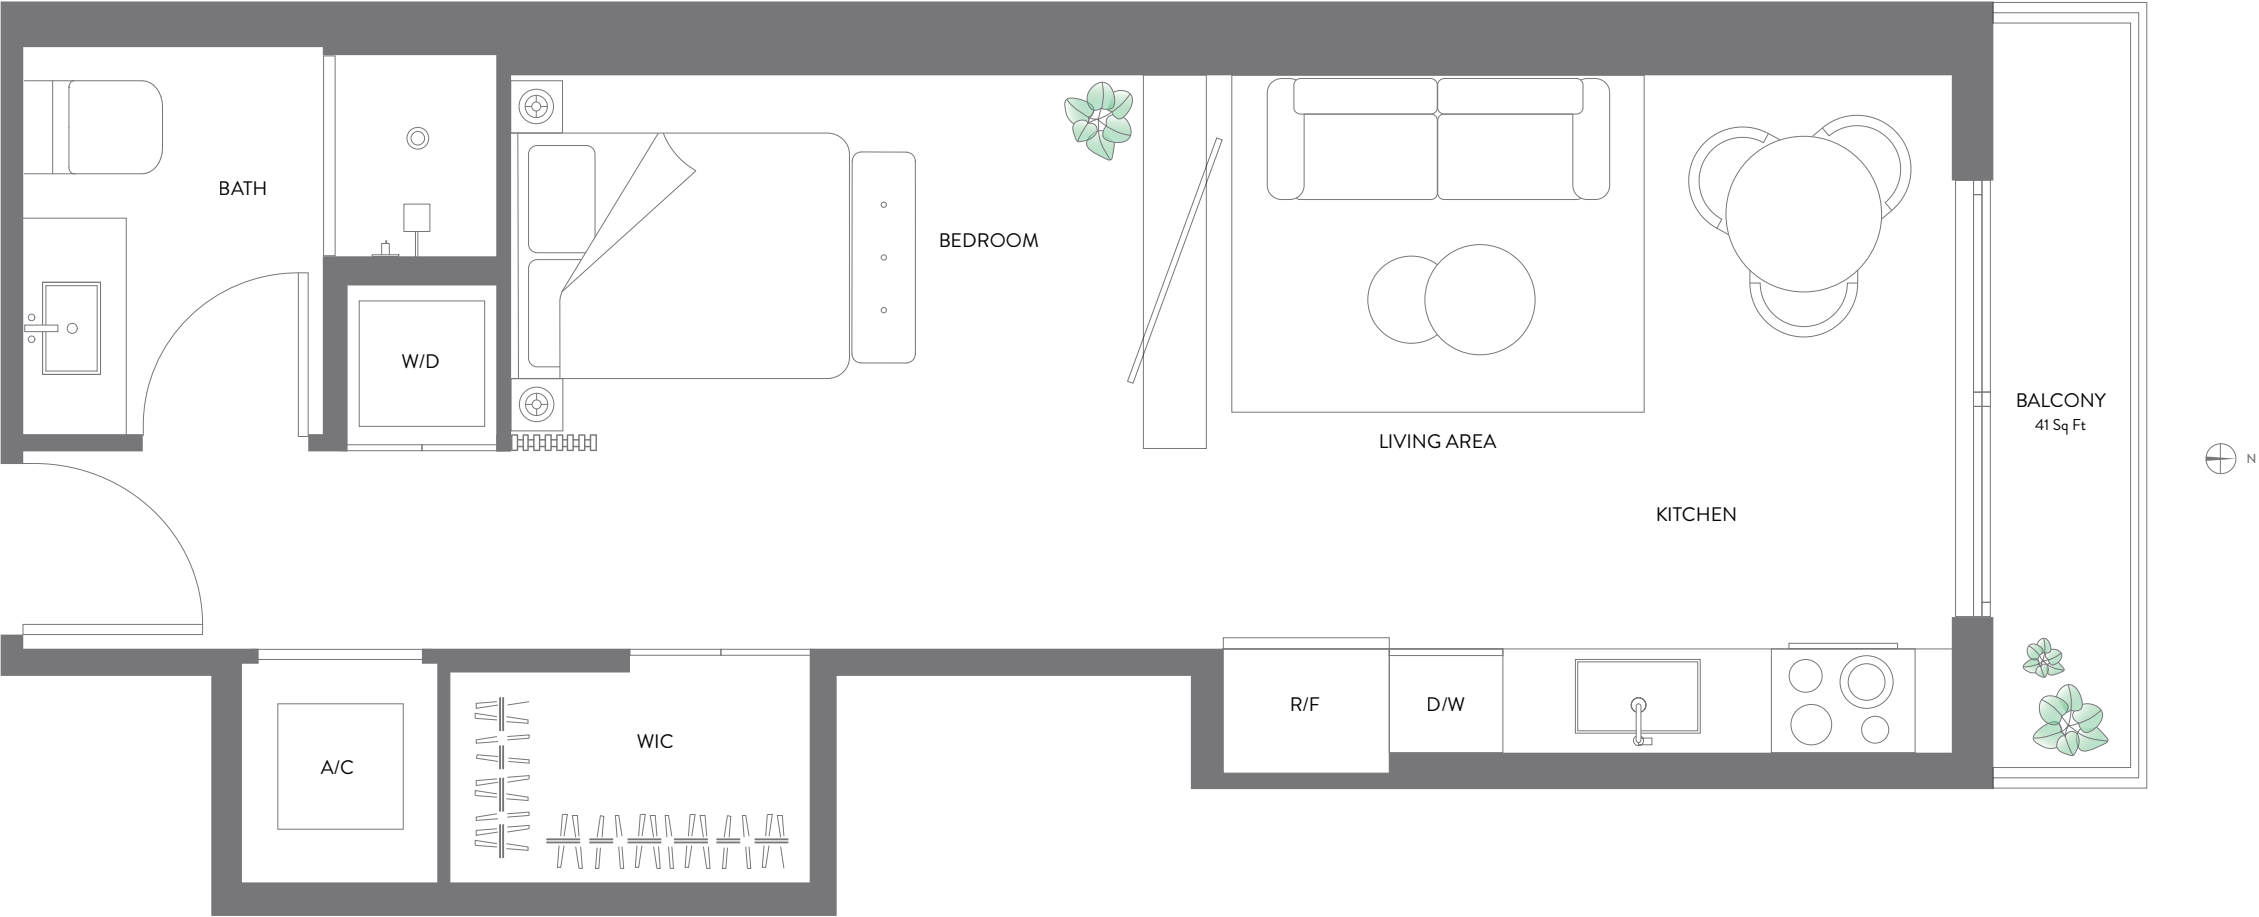 BATH
BEDROOM
W/D
BALCONY
41 Sq Ft
LIVING AREA
N
KITCHEN
R/F
D/W
WIC
A/C